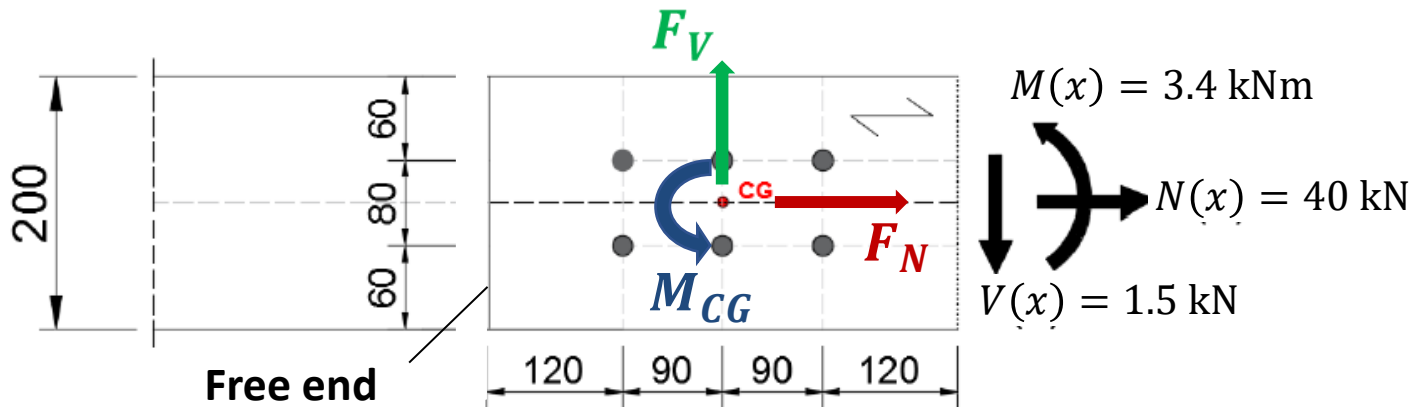 F_V
M(x) = 3.4 kNm
60
200
80
CG
N(x) = 40 kN
F_N
60
M_CG
V(x) = 1.5 kN
Free end
120
90
90
120